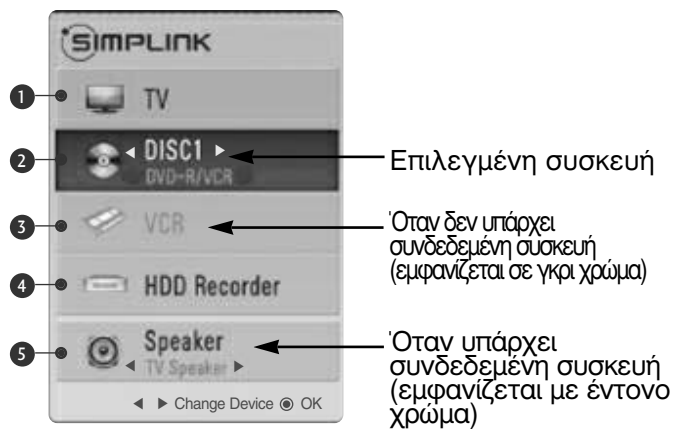 SIMPLINK
1 TV
2 ◄ DISC1 ►
DVD-R/VCR
Επιλεγμένη συσκευή
3 VCR
Όταν δεν υπάρχει
συνδεδεμένη συσκευή
(εμφανίζεται σε γκρι χρώμα)
4 HDD Recorder
5 Speaker
◄ TV Speaker ►
Όταν υπάρχει
συνδεδεμένη συσκευή
(εμφανίζεται με έντονο
χρώμα)
◄ ► Change Device ◉ OK